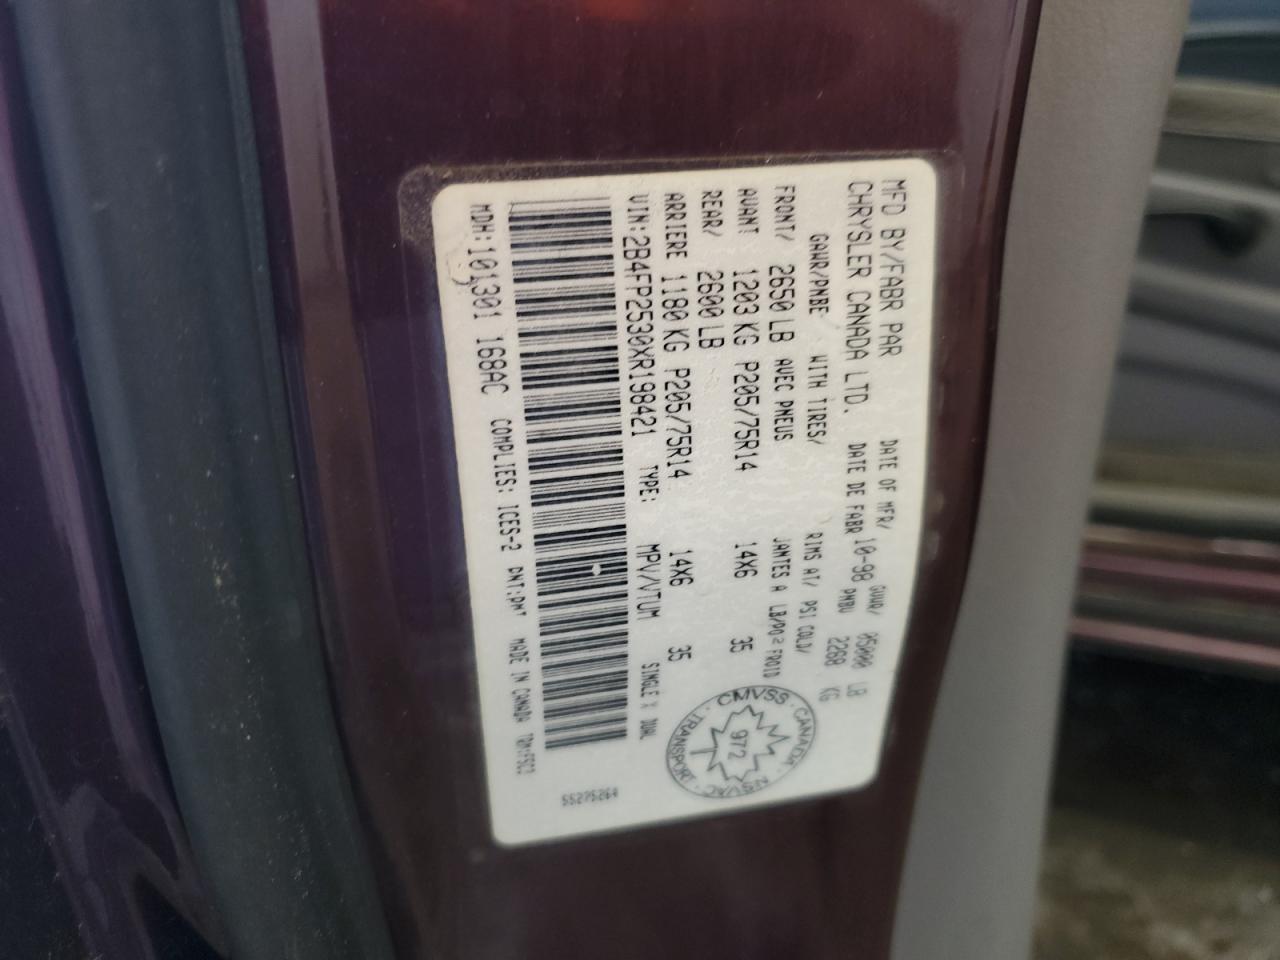 MFD BY/FABR PAR
CHRYSLER CANADA LTD.
DATE OF MFR/
DATE DE FABR 10-98
GVWR/ 05000 LB
PNBV 2268 KG
GAWR/PNBE WITH TIRES/ RIMS AT/ PSI COLD/
FRONT/ 2650 LB AVEC PNEUS JANTES A LB/PO² FROID
AVANT 1203 KG P205/75R14 14X6 35
REAR/ 2600 LB
ARRIERE 1180 KG P205/75R14 14X6 35
VIN:2B4FP2530XR198421 TYPE: MPV/VTUM SINGLE X DUAL
MDH:101301 168AC COMPLIES: ICES-2 PNT:PMT MADE IN CANADA
55275264
CMVSS · CANADA · NSVAC · TRANSPORT ·
972